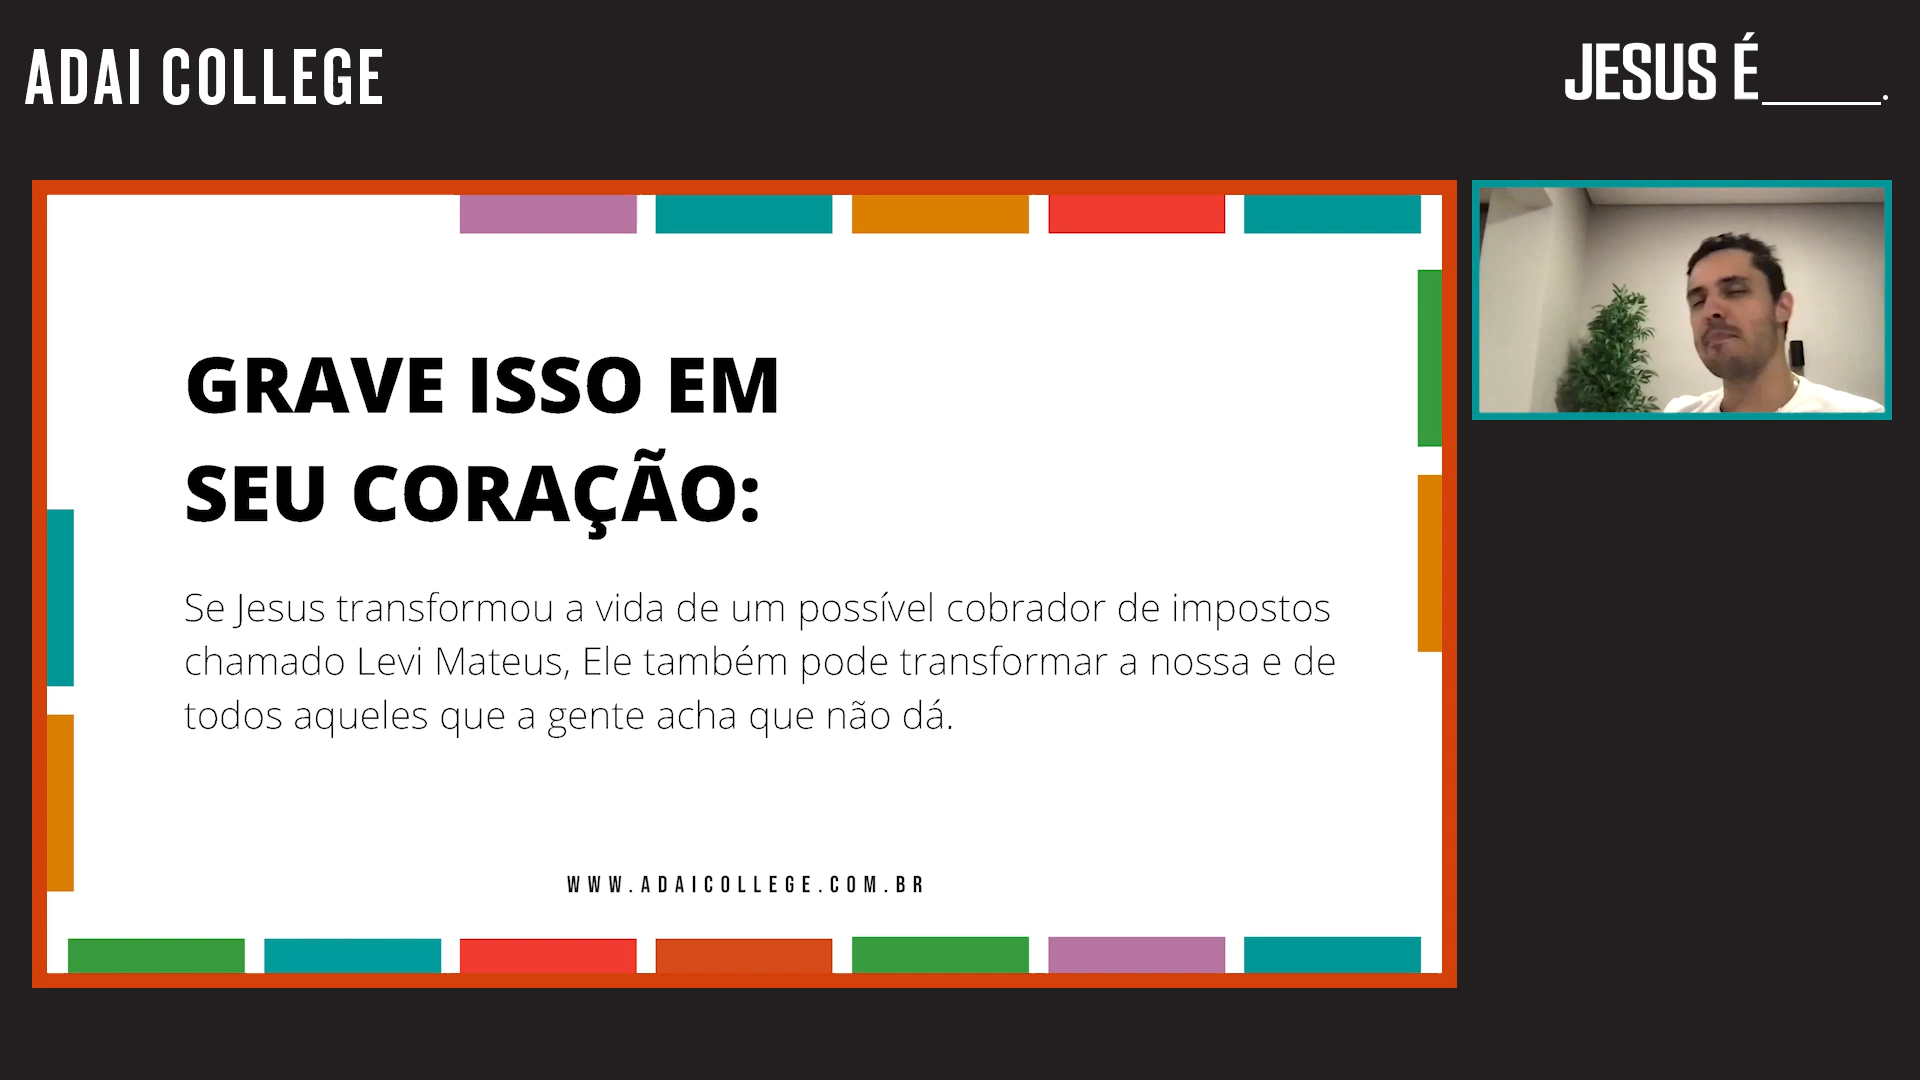 ADAI COLLEGE
JESUS É_____.
GRAVE ISSO EM
SEU CORAÇÃO:
Se Jesus transformou a vida de um possível cobrador de impostos
chamado Levi Mateus, Ele também pode transformar a nossa e de
todos aqueles que a gente acha que não dá.
WWW.ADAICOLLEGE.COM.BR